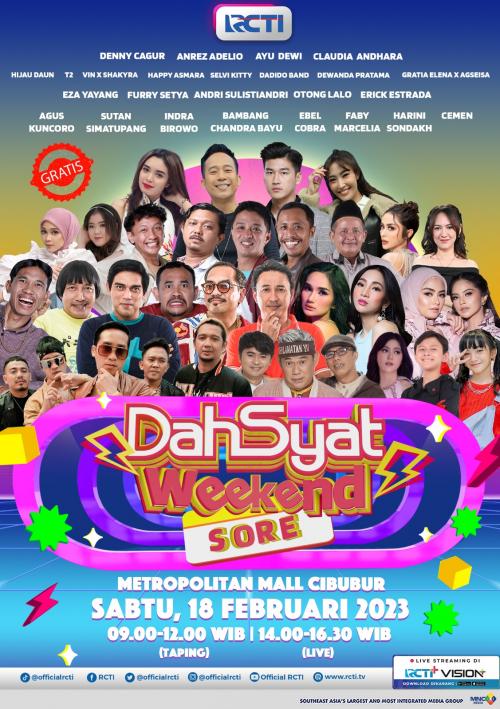 RCTI
DENNY CAGUR ANREZ ADELIO AYU DEWI CLAUDIA ANDHARA
HIJAU DAUN T2 VIN X SHAKYRA HAPPY ASMARA SELVI KITTY DADIDO BAND DEWANDA PRATAMA GRATIA ELENA X AGSEISA
EZA YAYANG FURRY SETYA ANDRI SULISTIANDRI OTONG LALO ERICK ESTRADA
AGUS KUNCORO SUTAN SIMATUPANG INDRA BIROWO BAMBANG CHANDRA BAYU EBEL COBRA FABY MARCELIA HARINI SONDAKH CEMEN
GRATIS
DahSyat
Weekend
SORE
METROPOLITAN MALL CIBUBUR
SABTU, 18 FEBRUARI 2023
09.00-12.00 WIB | 14.00-16.30 WIB
(TAPING) (LIVE)
LIVE STREAMING DI
RCTI+ VISION+
DOWNLOAD SEKARANG
@officialrcti RCTI @officialrcti @officialrcti Official RCTI www.rcti.tv
SOUTHEAST ASIA'S LARGEST AND MOST INTEGRATED MEDIA GROUP MNC MEDIA